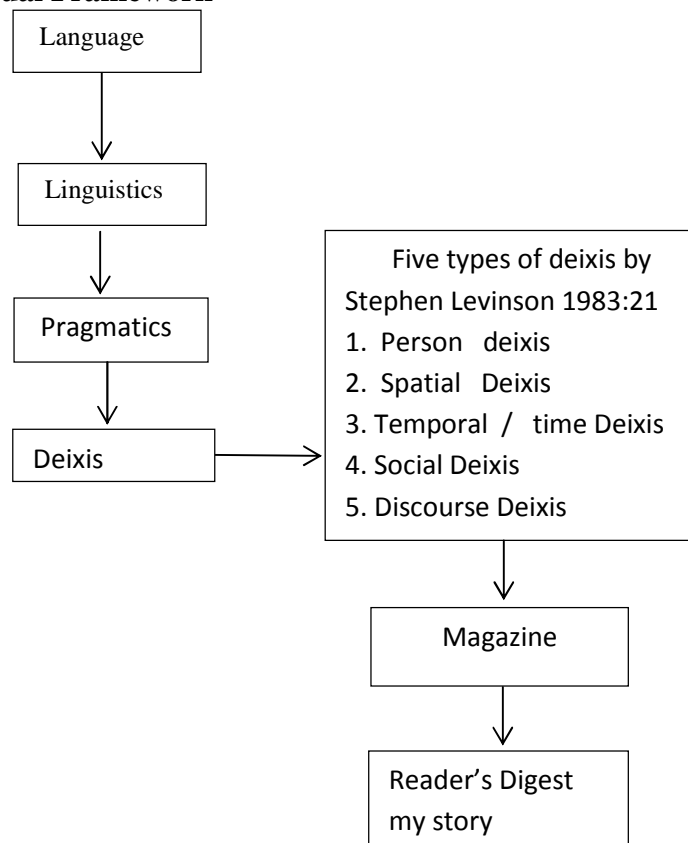 Framework
Language
Linguistics
Pragmatics
Deixis
Five types of deixis by
Stephen Levinson 1983:21
1. Person deixis
2. Spatial Deixis
3. Temporal / time Deixis
4. Social Deixis
5. Discourse Deixis
Magazine
Reader’s Digest
my story